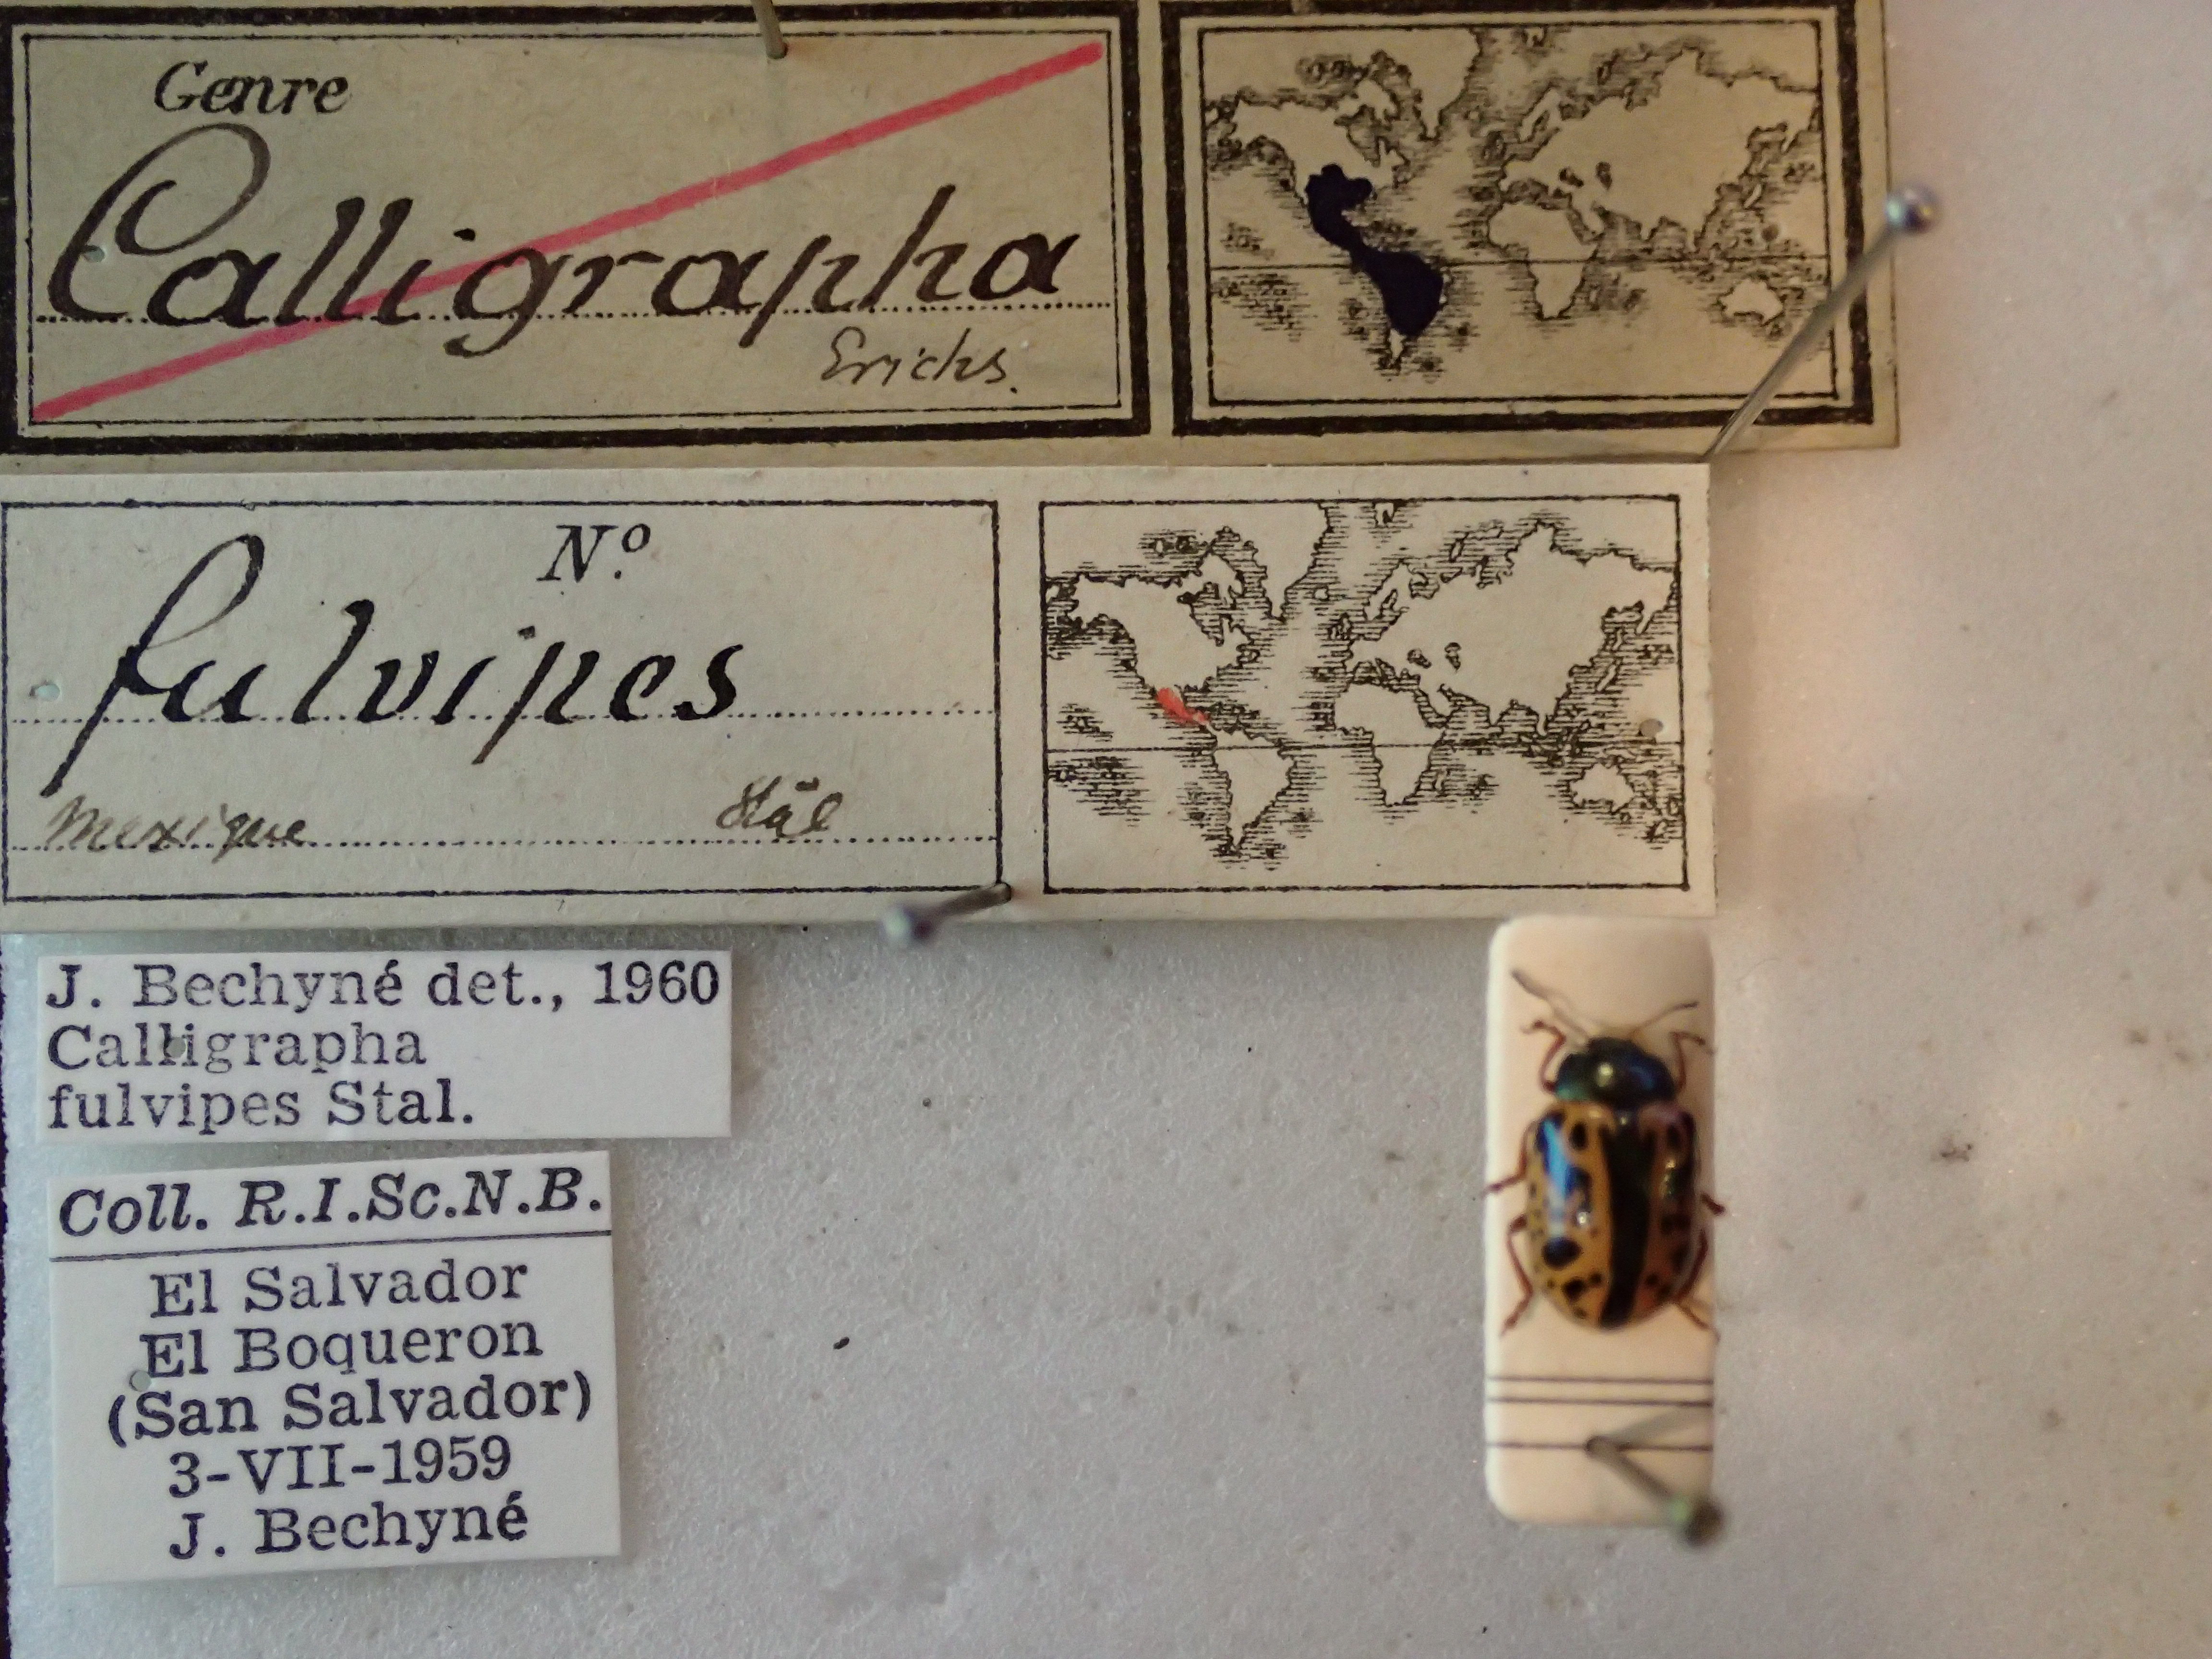 Genre
Calligrapha
Erichs.
Nº
fulvipes
Mexique Stål
J. Bechyné det., 1960
Calligrapha
fulvipes Stal.
Coll. R.I.Sc.N.B.
El Salvador
El Boqueron
(San Salvador)
3-VII-1959
J. Bechyné